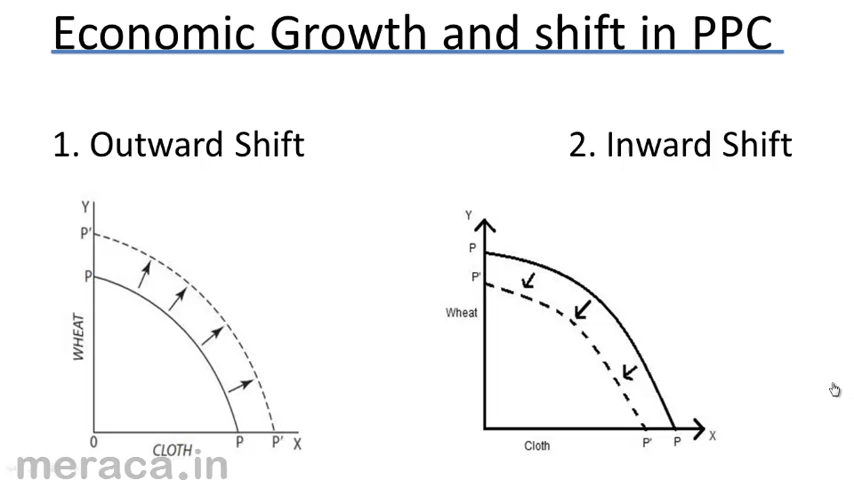 Economic Growth and shift in PPC
1. Outward Shift
2. Inward Shift
Y
P'
P
WHEAT
0
CLOTH
P
P'
X
Y
P
P'
Wheat
Cloth
P'
P
X
meraca.in